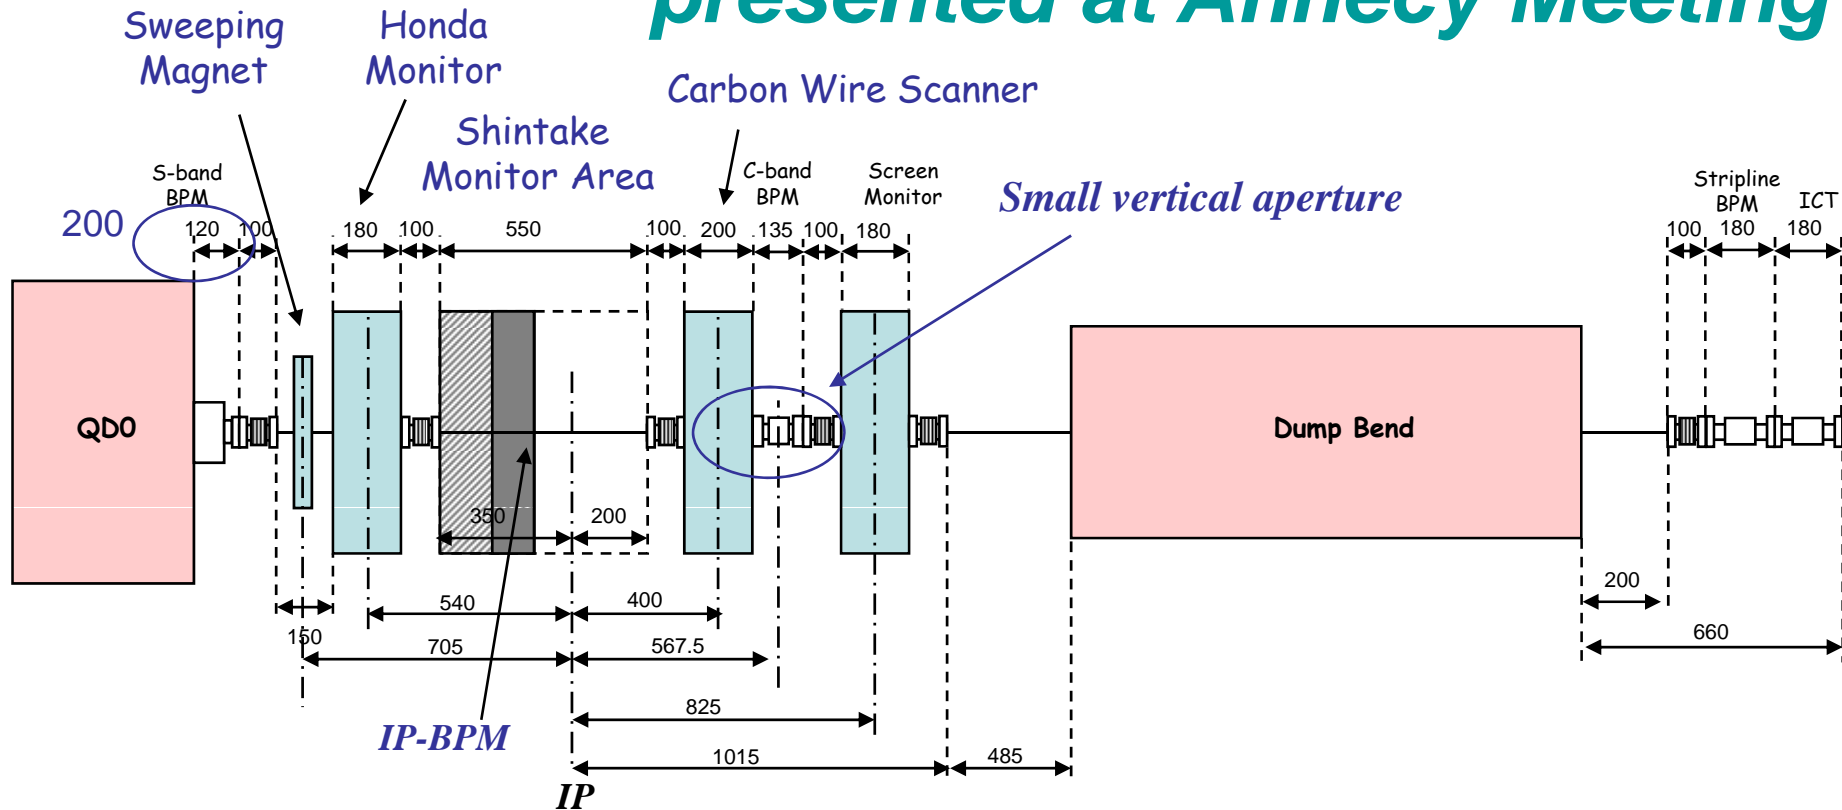 presented at Annecy Meeting
Sweeping
Magnet
Honda
Monitor
Shintake
Monitor Area
Carbon Wire Scanner
S-band
BPM
C-band
BPM
Screen
Monitor
Small vertical aperture
Stripline
BPM
ICT
200
120
100
180
100
550
100
200
135
100
180
100
180
180
QD0
Dump Bend
350
200
200
540
400
150
705
567.5
660
825
IP-BPM
1015
485
IP